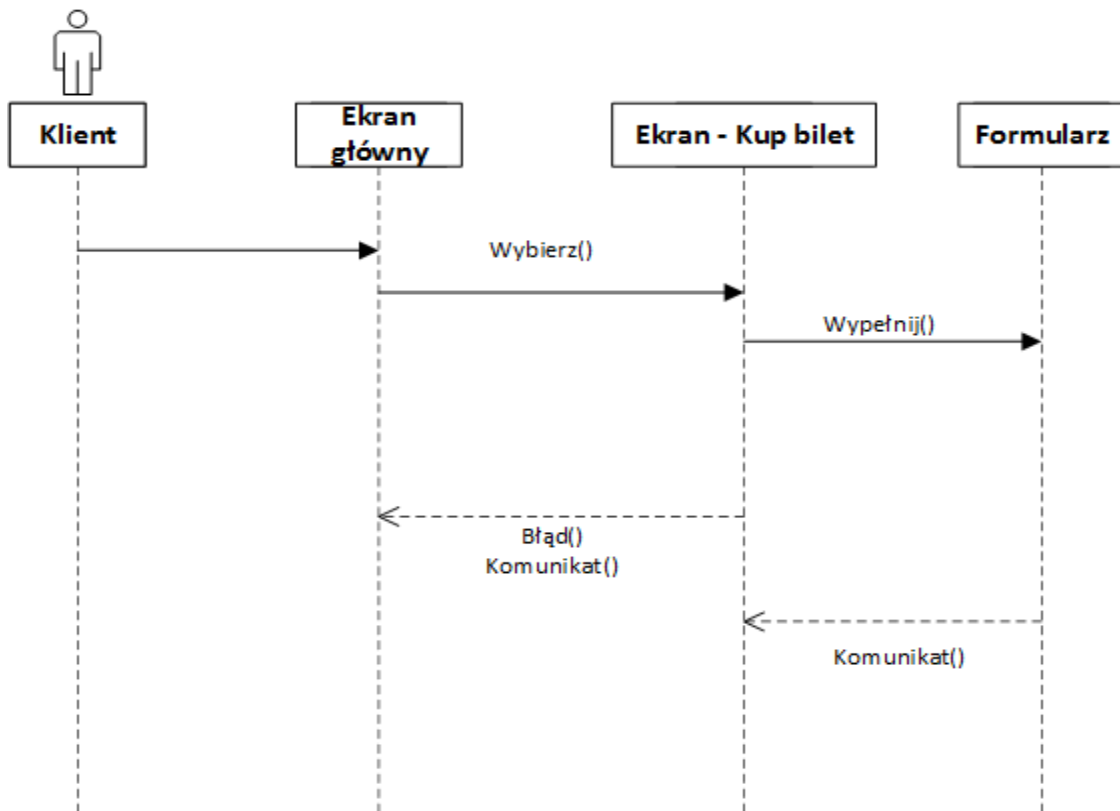 Klient
Ekran
główny
Ekran - Kup bilet
Formularz
Wybierz()
Wypełnij()
Błąd()
Komunikat()
Komunikat()